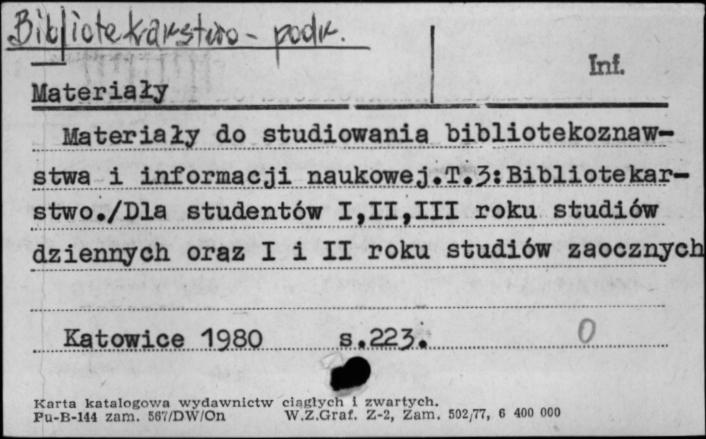 Bibliotekarstwo - podr.
Inf.
Materiały
Materiały do studiowania bibliotekoznaw-
stwa i informacji naukowej.T.3:Bibliotekar-
stwo./Dla studentów I,II,III roku studiów
dziennych oraz I i II roku studiów zaocznych
Katowice 1980 s.223. 0
Karta katalogowa wydawnictw ciągłych i zwartych.
Pu-B-144 zam. 567/DW/On W.Z.Graf. Z-2, Zam. 502/77, 6 400 000